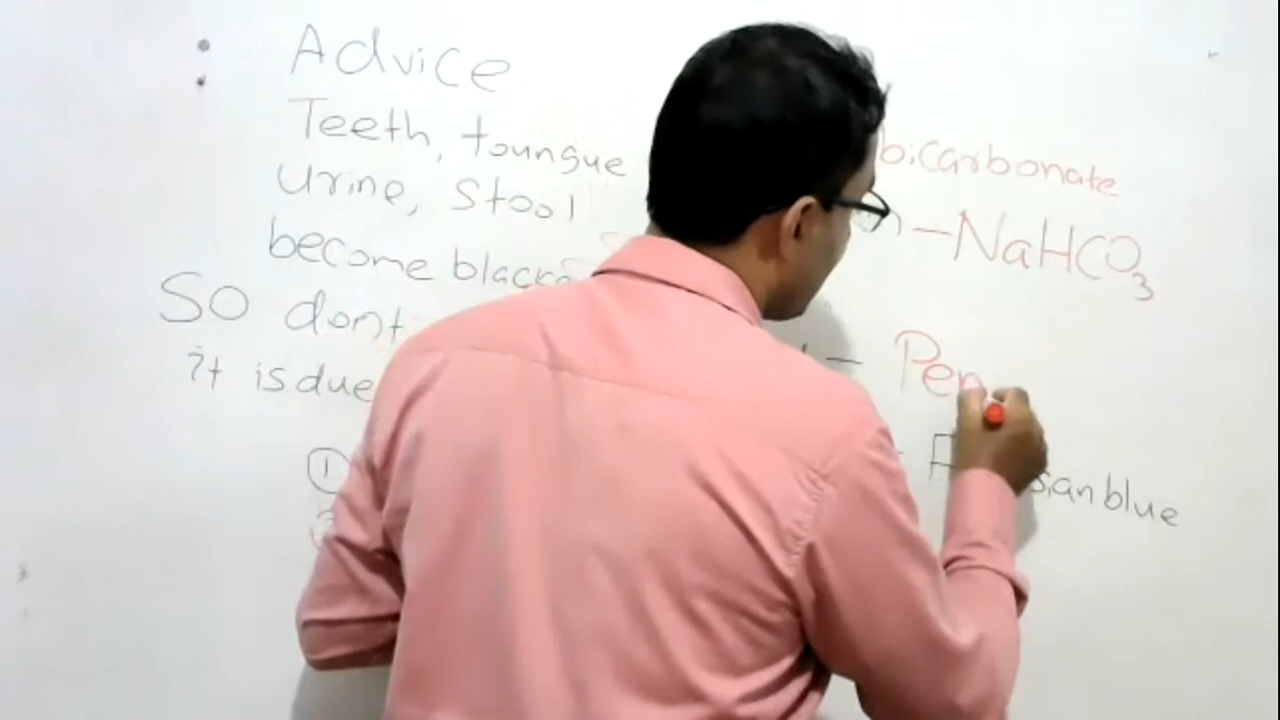 Advice
Teeth, toungue
Urine, Stool
become black
So dont
it is due
①
bicarbonate
– NaHCO3
– Pen
sian blue